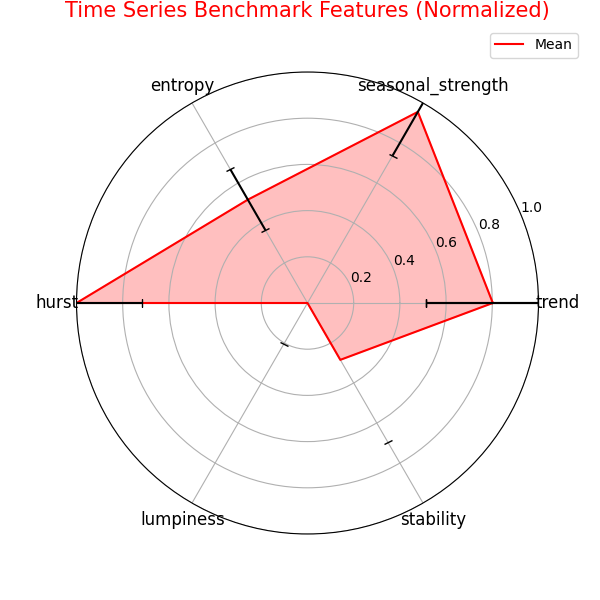 Time Series Benchmark Features (Normalized)
Mean
entropy
seasonal_strength
1.0
0.8
0.6
0.4
0.2
hurst
trend
lumpiness
stability